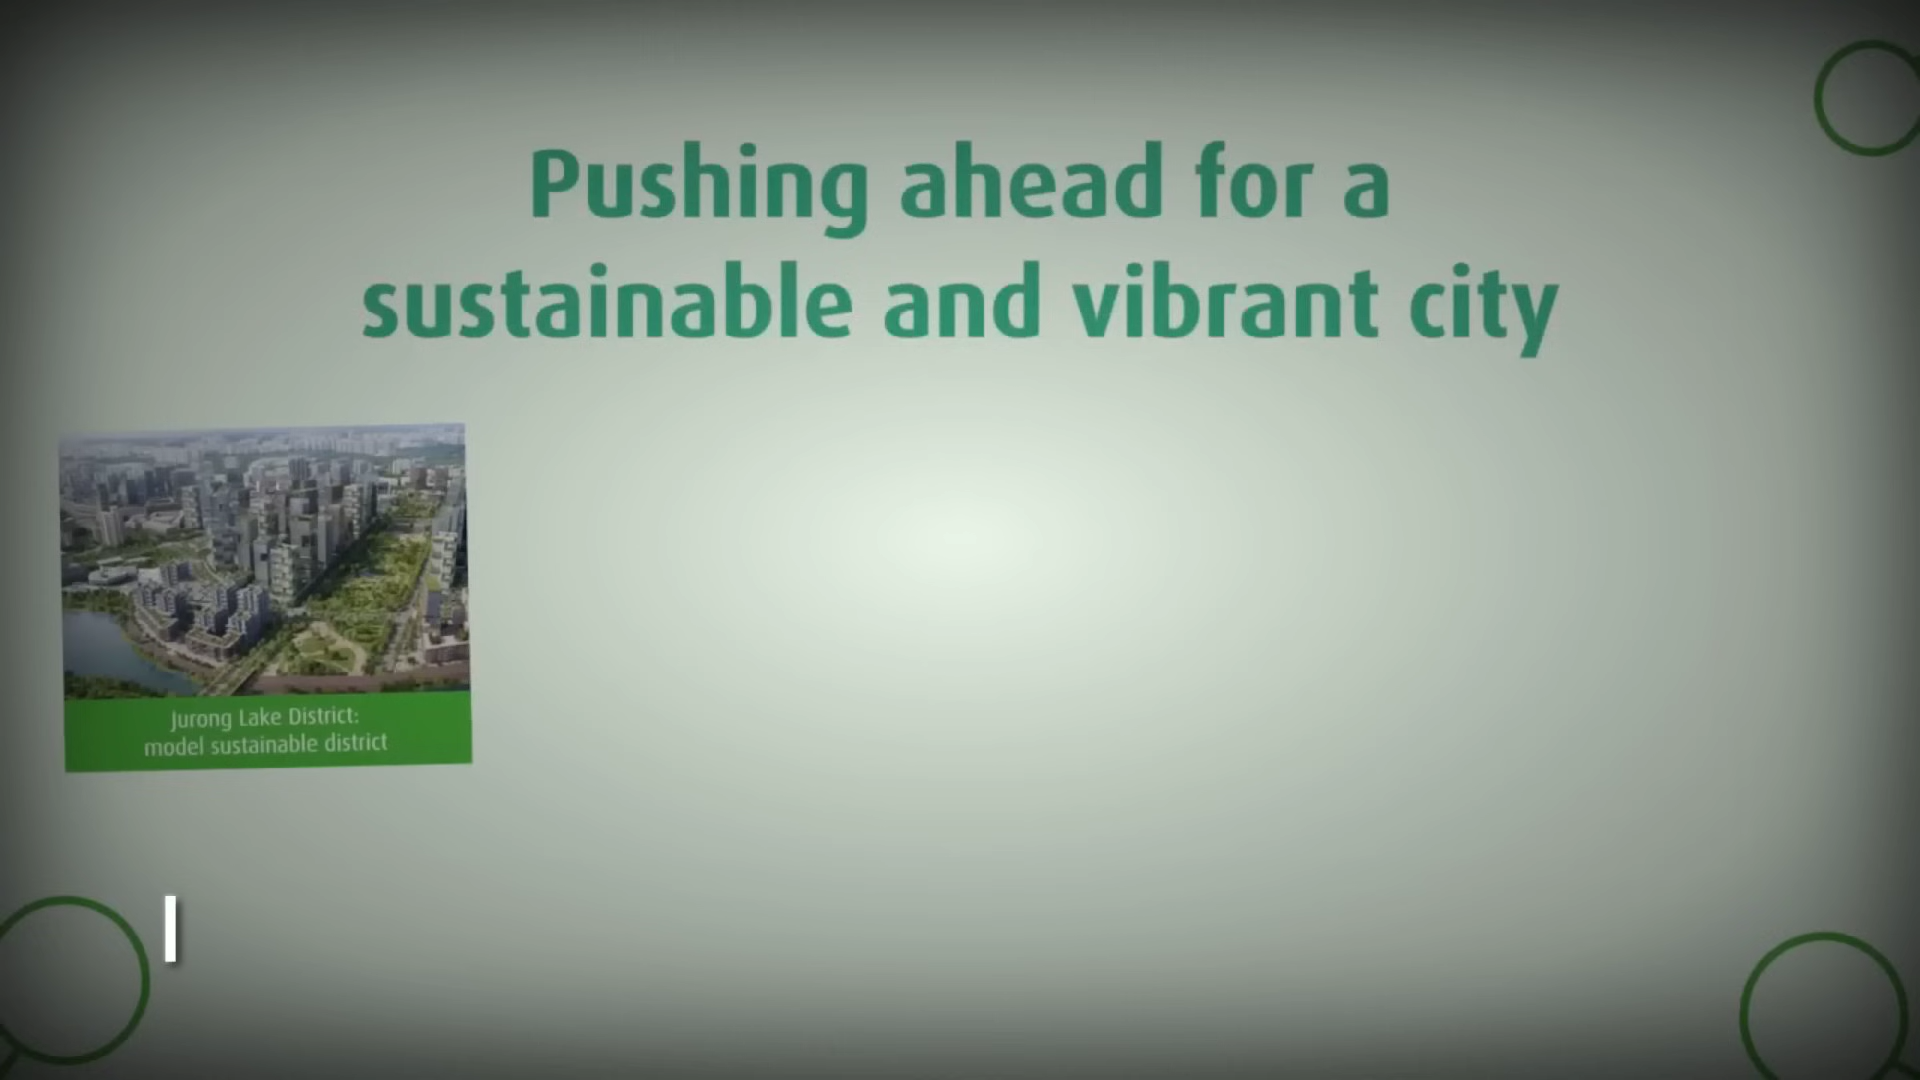 Pushing ahead for a
sustainable and vibrant city
Jurong Lake District:
model sustainable district